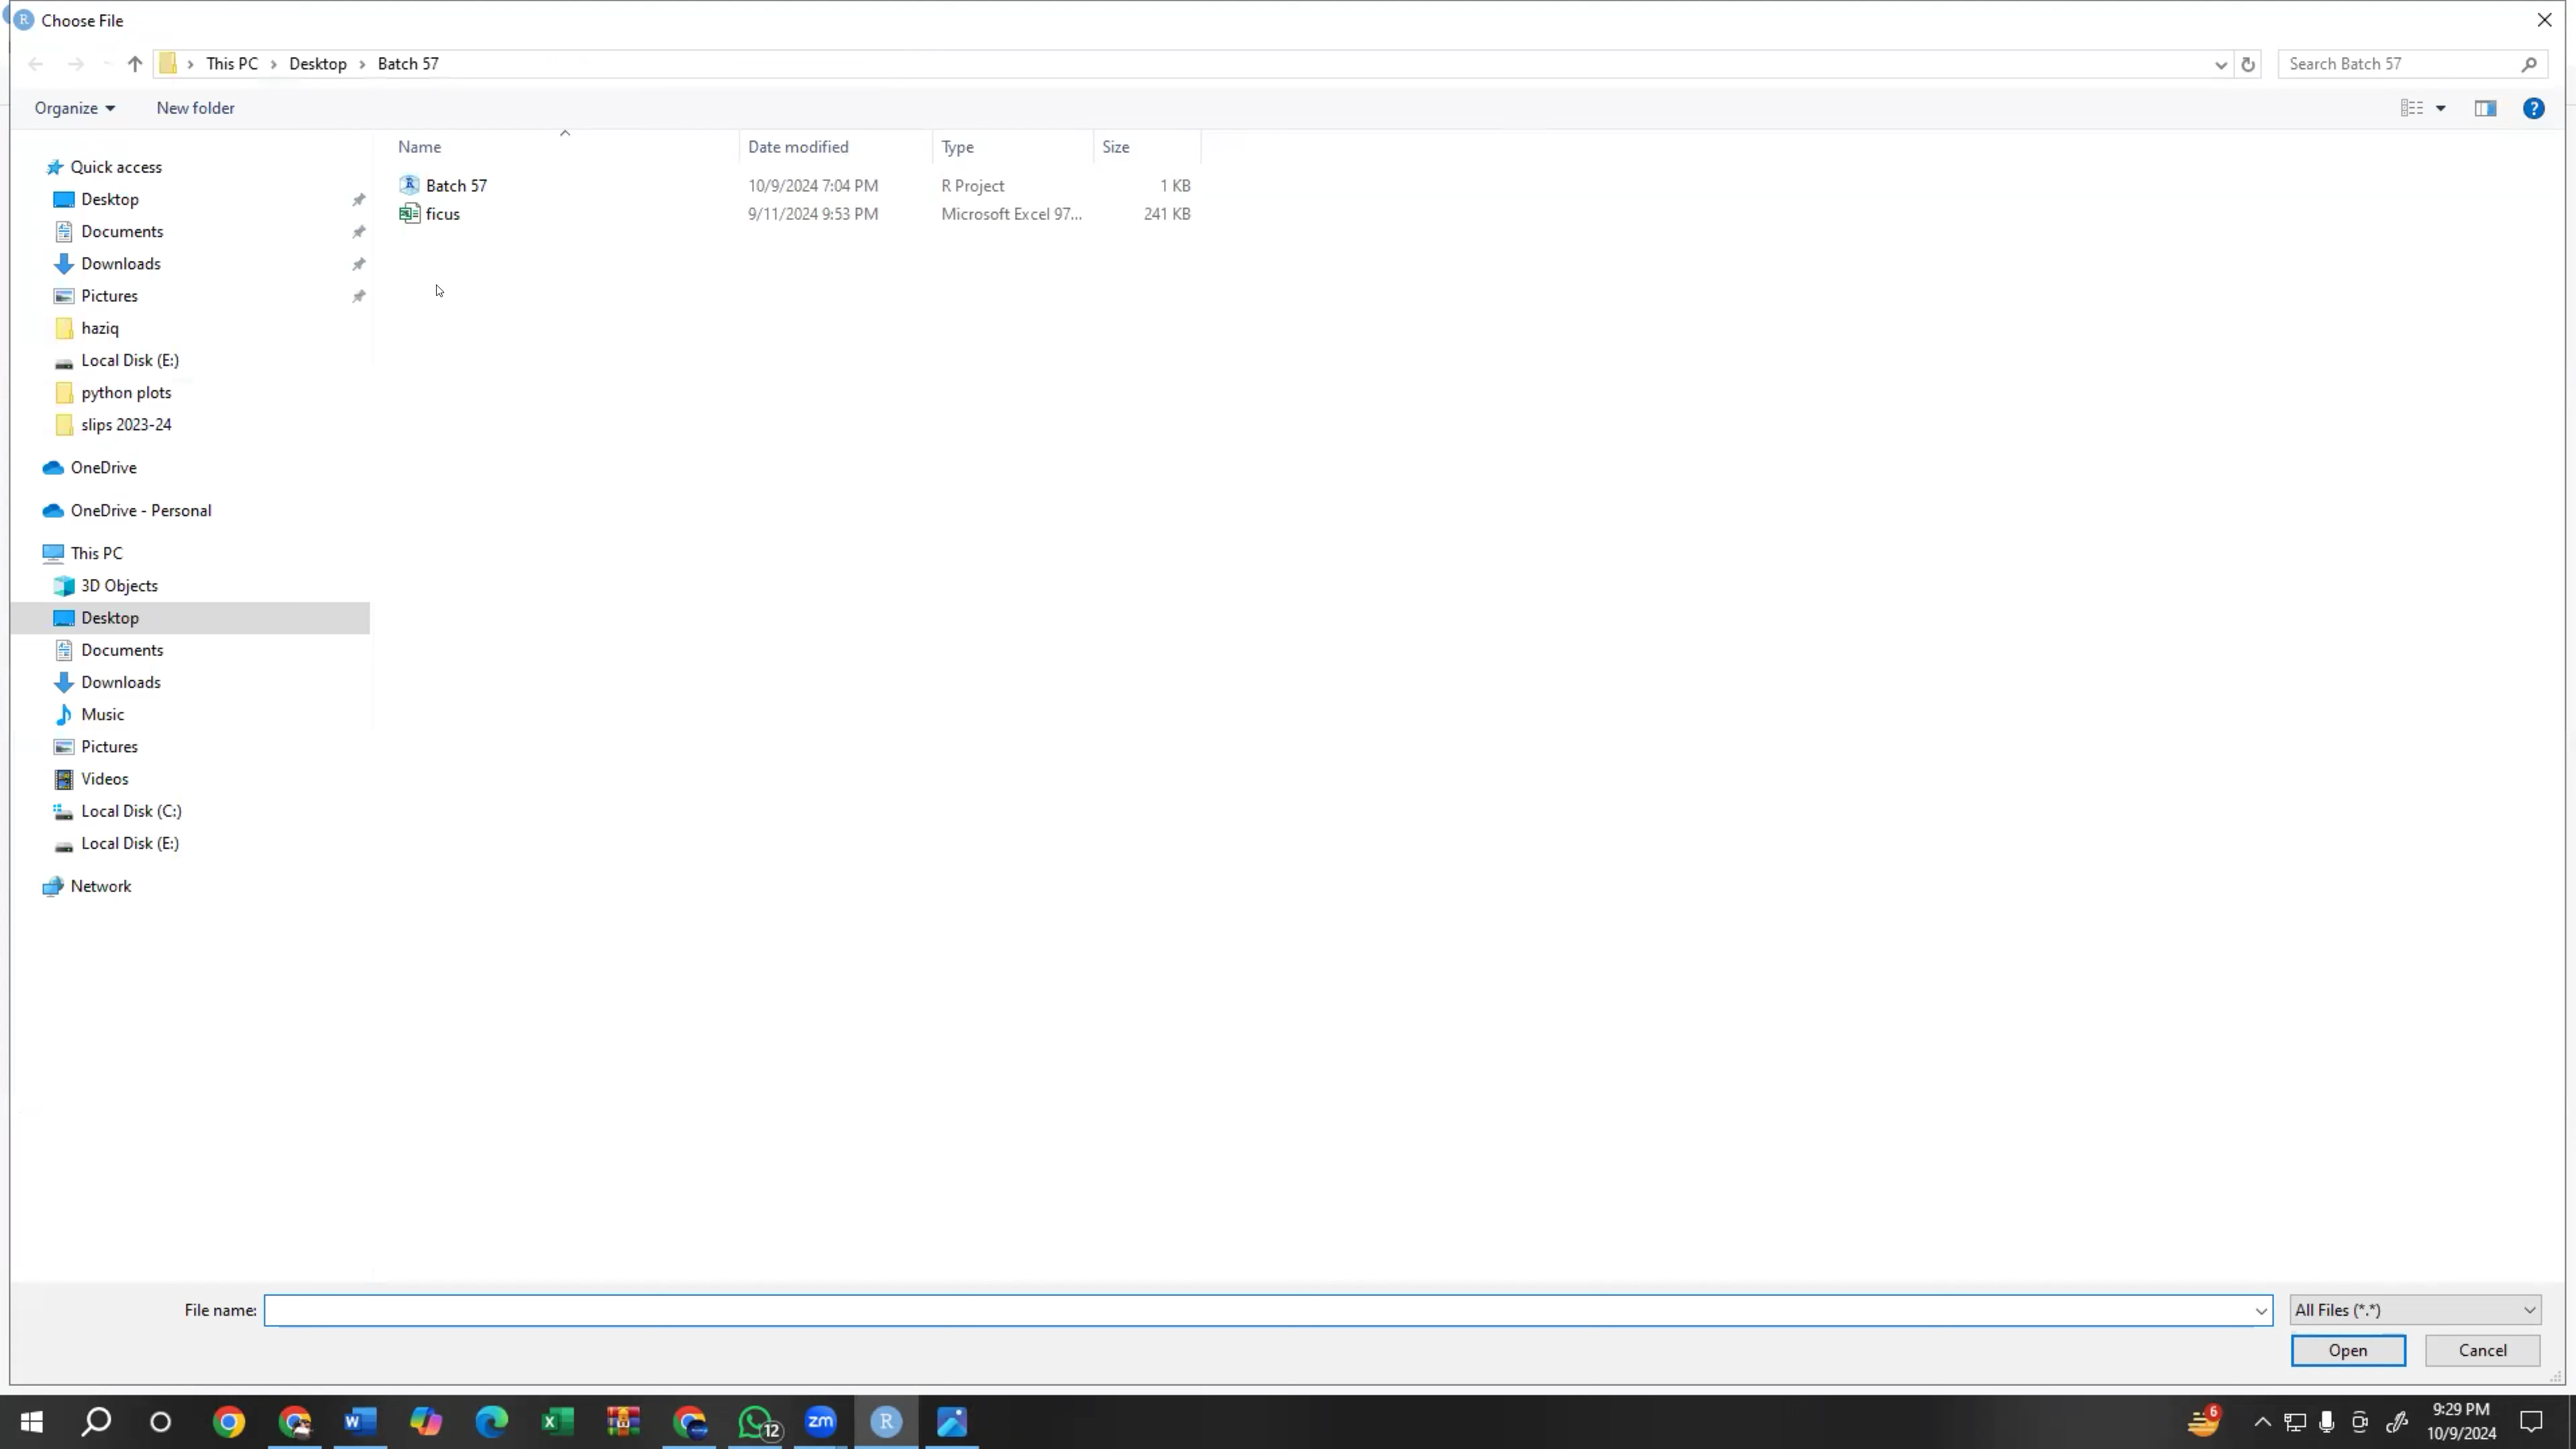 Choose File
This PC > Desktop > Batch 57
Search Batch 57
Organize
New folder
Name Date modified Type Size
Batch 57 10/9/2024 7:04 PM R Project 1 KB
ficus 9/11/2024 9:53 PM Microsoft Excel 97... 241 KB
Quick access
Desktop
Documents
Downloads
Pictures
haziq
Local Disk (E:)
python plots
slips 2023-24
OneDrive
OneDrive - Personal
This PC
3D Objects
Desktop
Documents
Downloads
Music
Pictures
Videos
Local Disk (C:)
Local Disk (E:)
Network
File name:
All Files (*.*)
Open
Cancel
12
zm
R
6
9:29 PM
10/9/2024